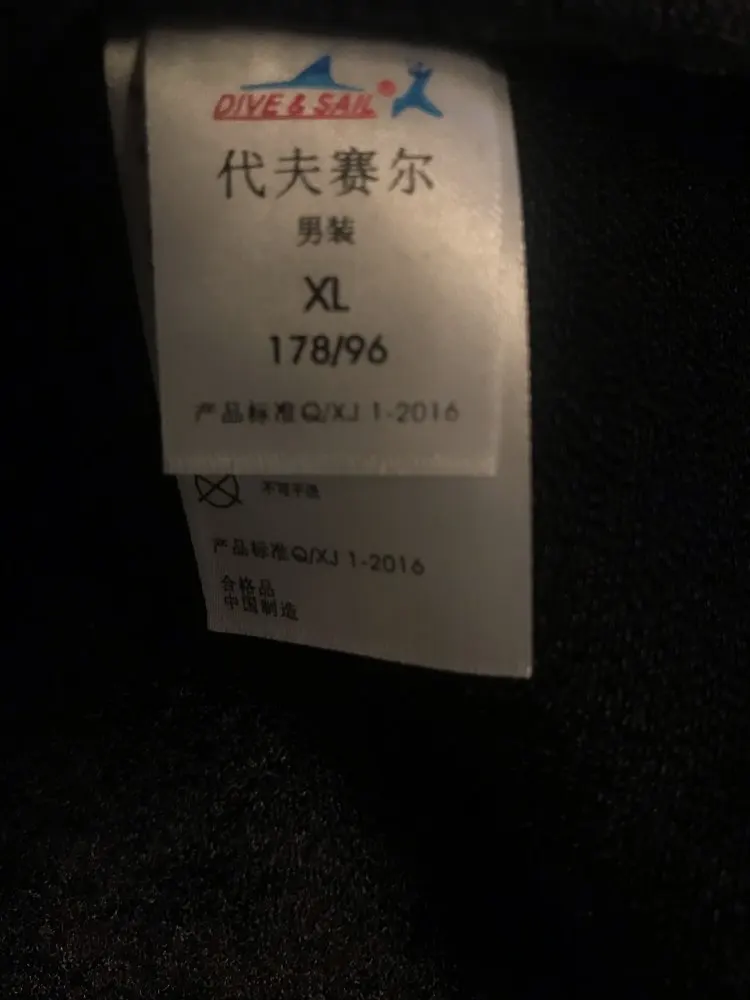 DIVE & SAIL
代夫赛尔
男装
XL
178/96
产品标准Q/XJ 1-2016
不可干洗
产品标准Q/XJ 1-2016
合格品
中国制造